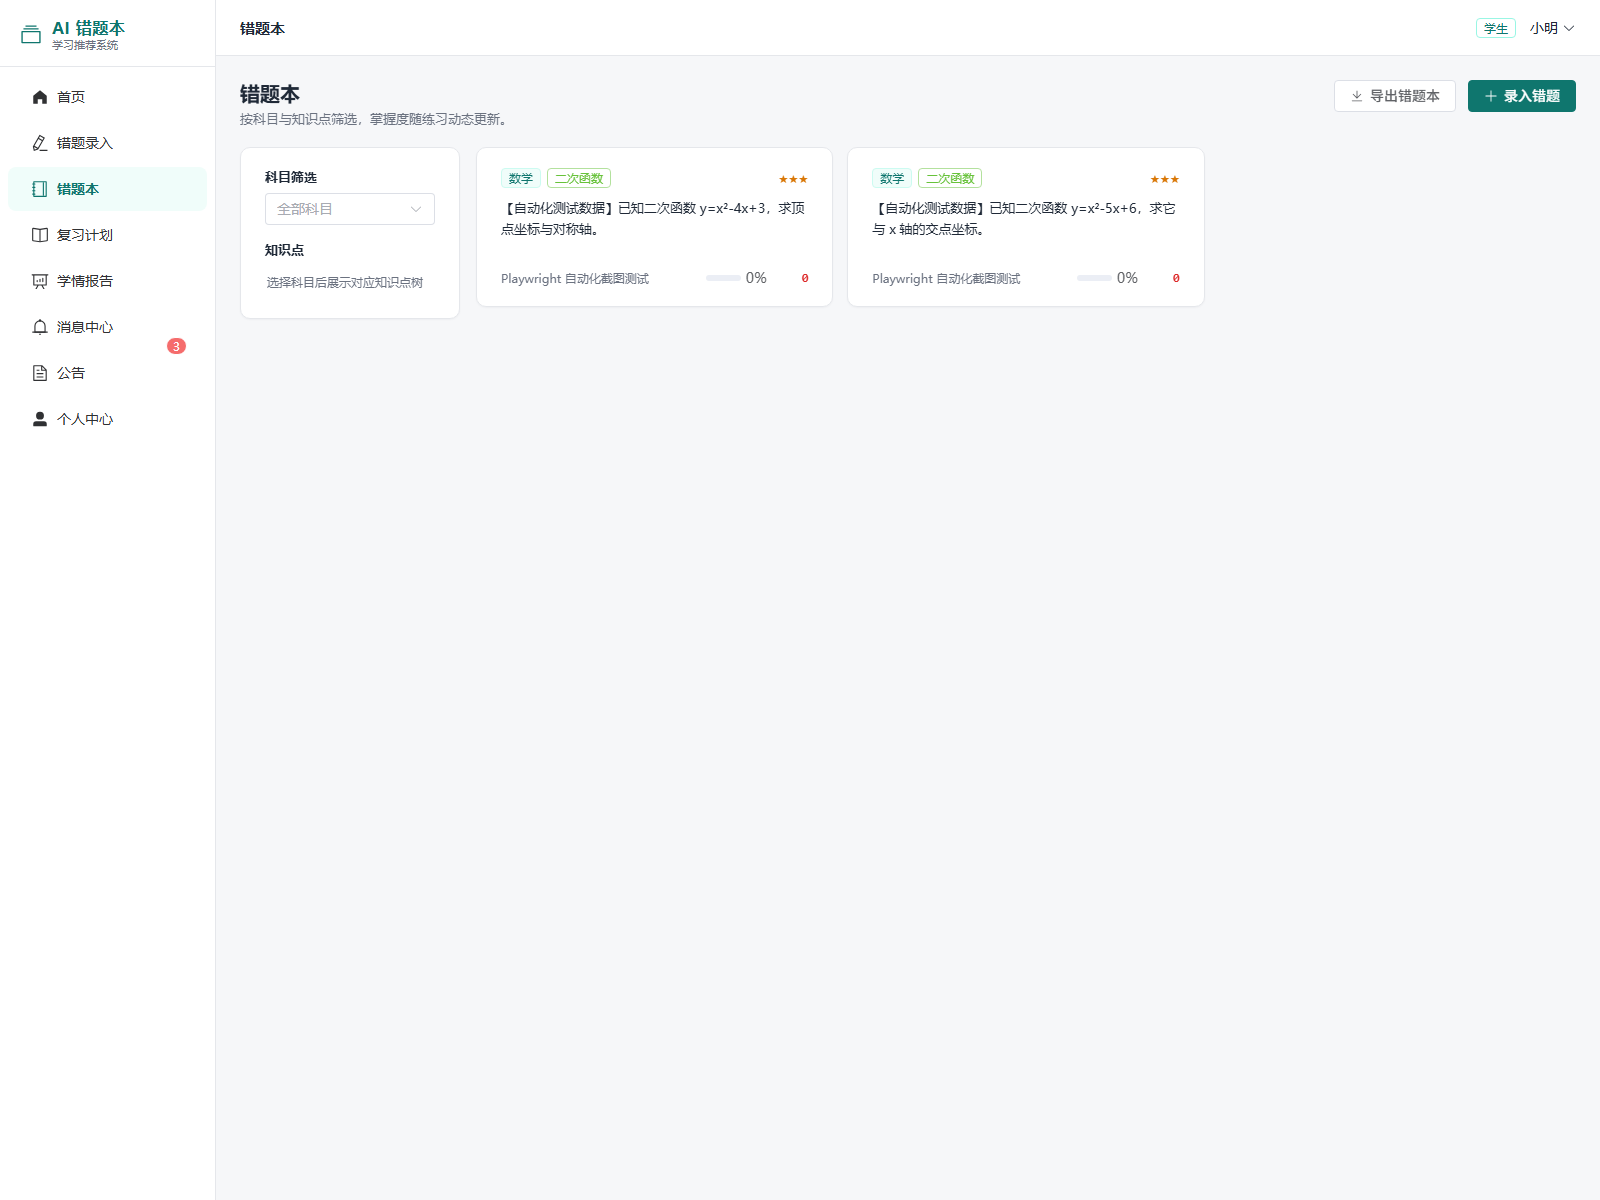 AI 错题本
学习推荐系统
首页
错题录入
错题本
复习计划
学情报告
消息中心
3
公告
个人中心
错题本
学生
小明
错题本
按科目与知识点筛选，掌握度随练习动态更新。
导出错题本
录入错题
科目筛选
全部科目
知识点
选择科目后展示对应知识点树
数学
二次函数
★★★
【自动化测试数据】已知二次函数 y=x²-4x+3，求顶
点坐标与对称轴。
Playwright 自动化截图测试
0%
0
数学
二次函数
★★★
【自动化测试数据】已知二次函数 y=x²-5x+6，求它
与 x 轴的交点坐标。
Playwright 自动化截图测试
0%
0